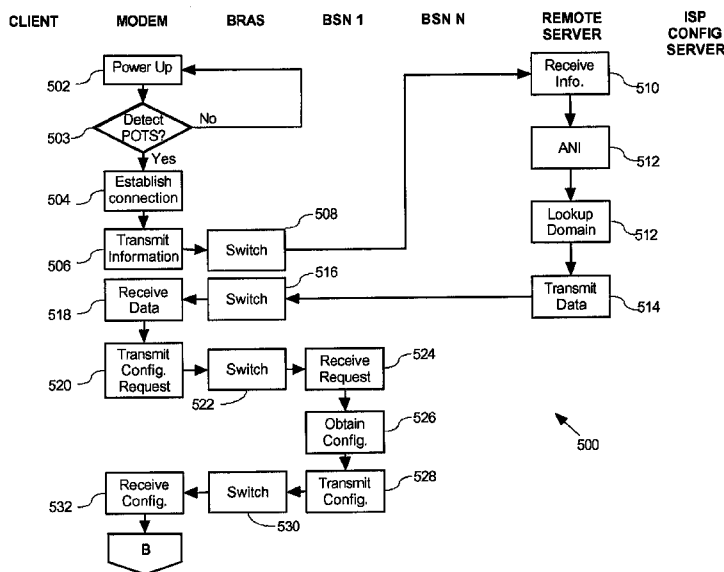 CLIENT
MODEM
BRAS
BSN 1
BSN N
REMOTE
SERVER
ISP
CONFIG
SERVER
Power Up
502
Detect
POTS?
503
No
Yes
Establish
connection
504
Transmit
Information
506
Switch
508
Receive
Info.
510
ANI
512
Lookup
Domain
512
Transmit
Data
514
Switch
516
Receive
Data
518
Transmit
Config.
Request
520
Switch
522
Receive
Request
524
Obtain
Config.
526
Transmit
Config.
528
Switch
530
Receive
Config.
532
B
500